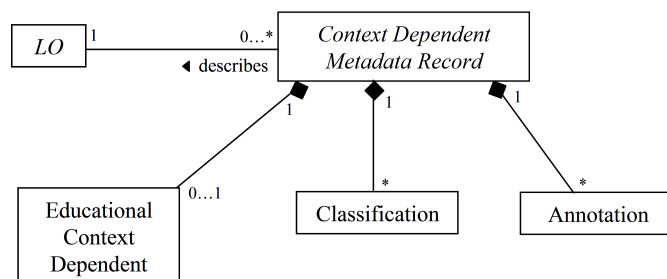 LO
1
0…*
Context Dependent
Metadata Record
describes
1
1
1
0…1
*
*
Educational
Context
Dependent
Classification
Annotation